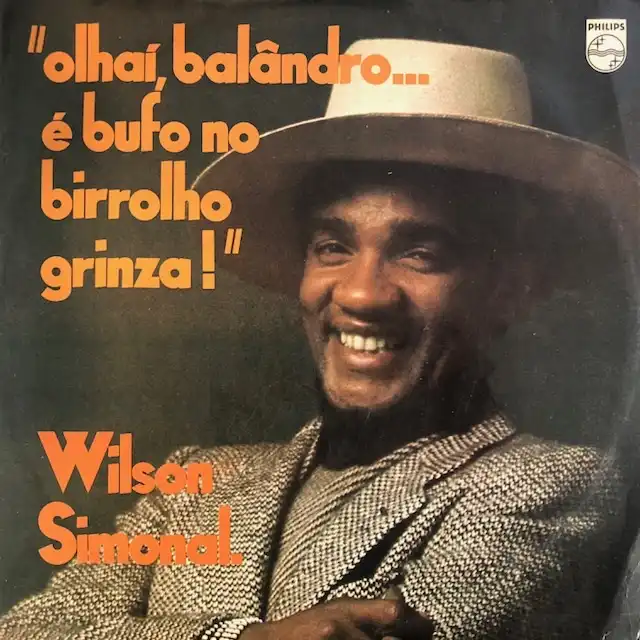 "olhaí, balândro...
é bufo no
birrolho
grinza!"
PHILIPS
Wilson
Simonal.